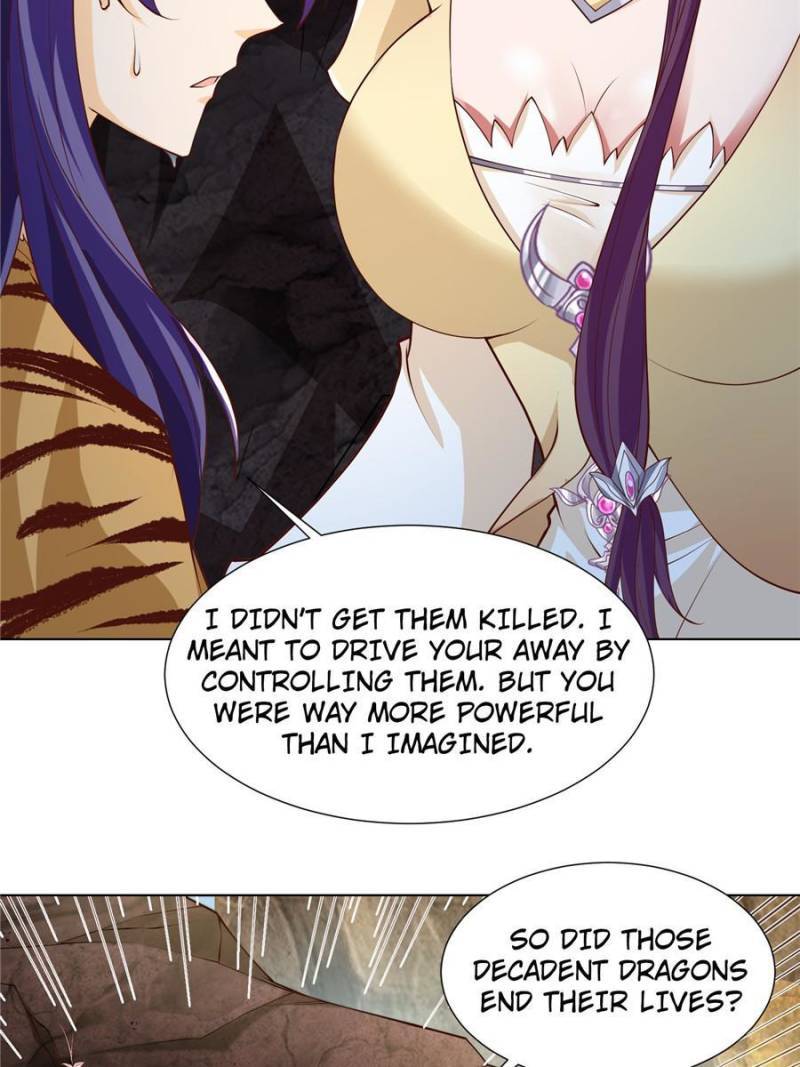 I DIDN'T GET THEM KILLED. I
MEANT TO DRIVE YOUR AWAY BY
CONTROLLING THEM. BUT YOU
WERE WAY MORE POWERFUL
THAN I IMAGINED.
SO DID THOSE
DECADENT DRAGONS
END THEIR LIVES?